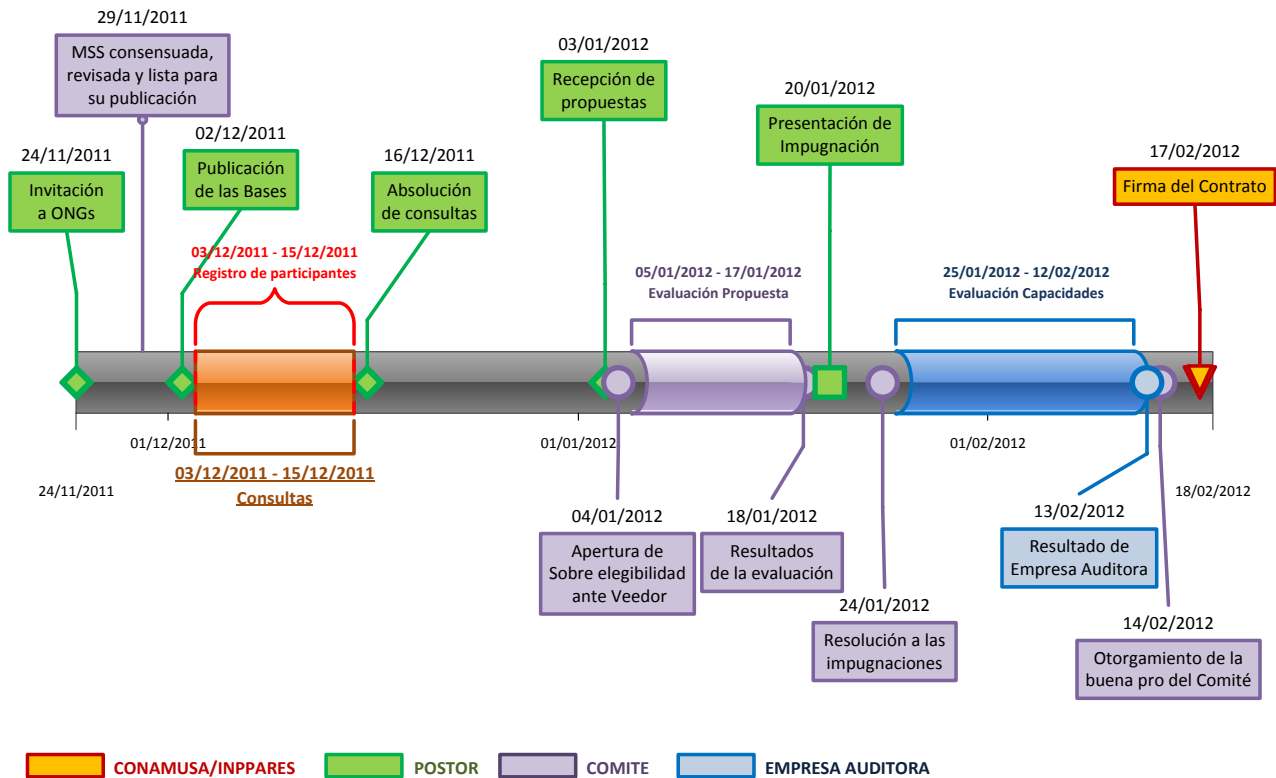 29/11/2011
MSS consensuada,
revisada y lista para
su publicación
03/01/2012
Recepción de
propuestas
20/01/2012
Presentación de
Impugnación
24/11/2011
Invitación
a ONGs
02/12/2011
Publicación
de las Bases
16/12/2011
Absolución
de consultas
17/02/2012
Firma del Contrato
03/12/2011 - 15/12/2011
Registro de participantes
05/01/2012 - 17/01/2012
Evaluación Propuesta
25/01/2012 - 12/02/2012
Evaluación Capacidades
01/12/2011
01/01/2012
01/02/2012
24/11/2011
18/02/2012
03/12/2011 - 15/12/2011
Consultas
04/01/2012
Apertura de
Sobre elegibilidad
ante Veedor
18/01/2012
Resultados
de la evaluación
24/01/2012
Resolución a las
impugnaciones
13/02/2012
Resultado de
Empresa Auditora
14/02/2012
Otorgamiento de la
buena pro del Comité
CONAMUSA/INPPARES
POSTOR
COMITE
EMPRESA AUDITORA